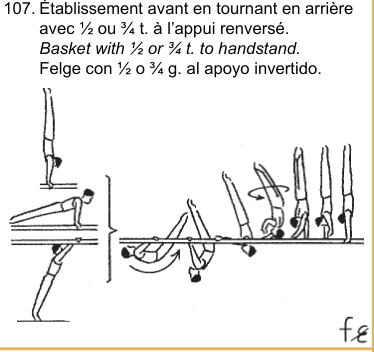 107. Établissement avant en tournant en arrière
avec ½ ou ¾ t. à l'appui renversé.
Basket with ½ or ¾ t. to handstand.
Felge con ½ o ¾ g. al apoyo invertido.